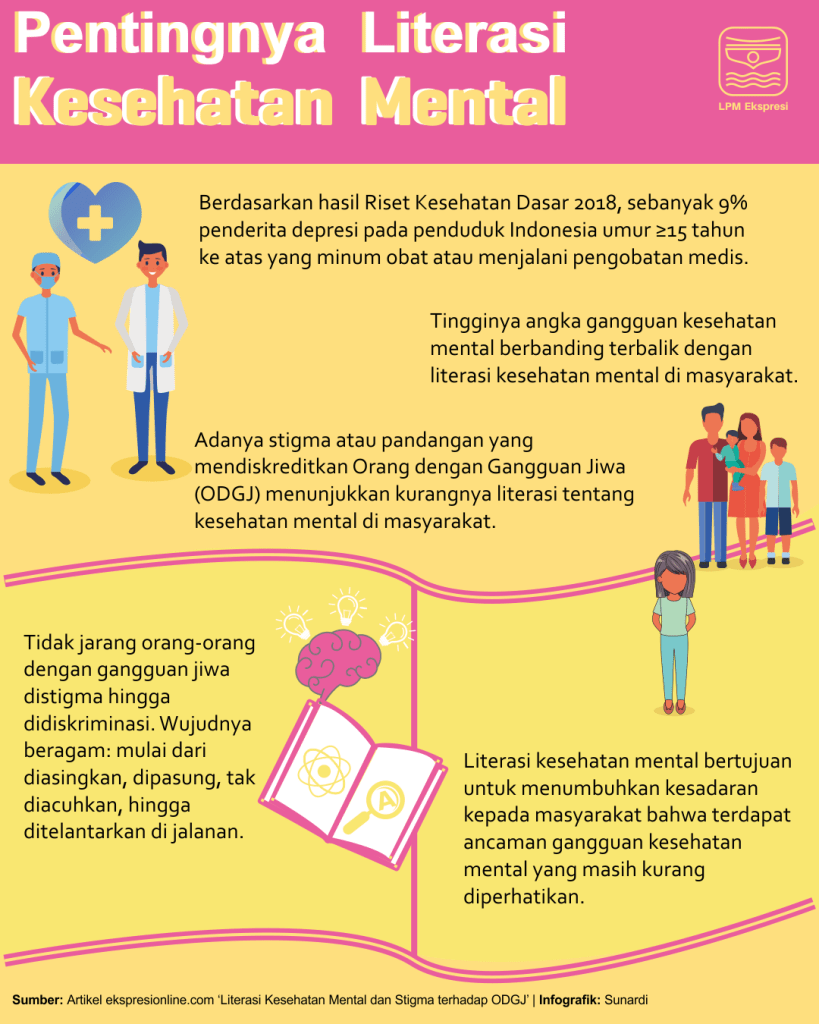 Pentingnya Literasi
Kesehatan Mental
LPM Ekspresi
Berdasarkan hasil Riset Kesehatan Dasar 2018, sebanyak 9%
penderita depresi pada penduduk Indonesia umur ≥15 tahun
ke atas yang minum obat atau menjalani pengobatan medis.
Tingginya angka gangguan kesehatan
mental berbanding terbalik dengan
literasi kesehatan mental di masyarakat.
Adanya stigma atau pandangan yang
mendiskreditkan Orang dengan Gangguan Jiwa
(ODGJ) menunjukkan kurangnya literasi tentang
kesehatan mental di masyarakat.
Tidak jarang orang-orang
dengan gangguan jiwa
distigma hingga
didiskriminasi. Wujudnya
beragam: mulai dari
diasingkan, dipasung, tak
diacuhkan, hingga
ditelantarkan di jalanan.
A
Literasi kesehatan mental bertujuan
untuk menumbuhkan kesadaran
kepada masyarakat bahwa terdapat
ancaman gangguan kesehatan
mental yang masih kurang
diperhatikan.
Sumber: Artikel ekspresionline.com ‘Literasi Kesehatan Mental dan Stigma terhadap ODGJ’ | Infografik: Sunardi